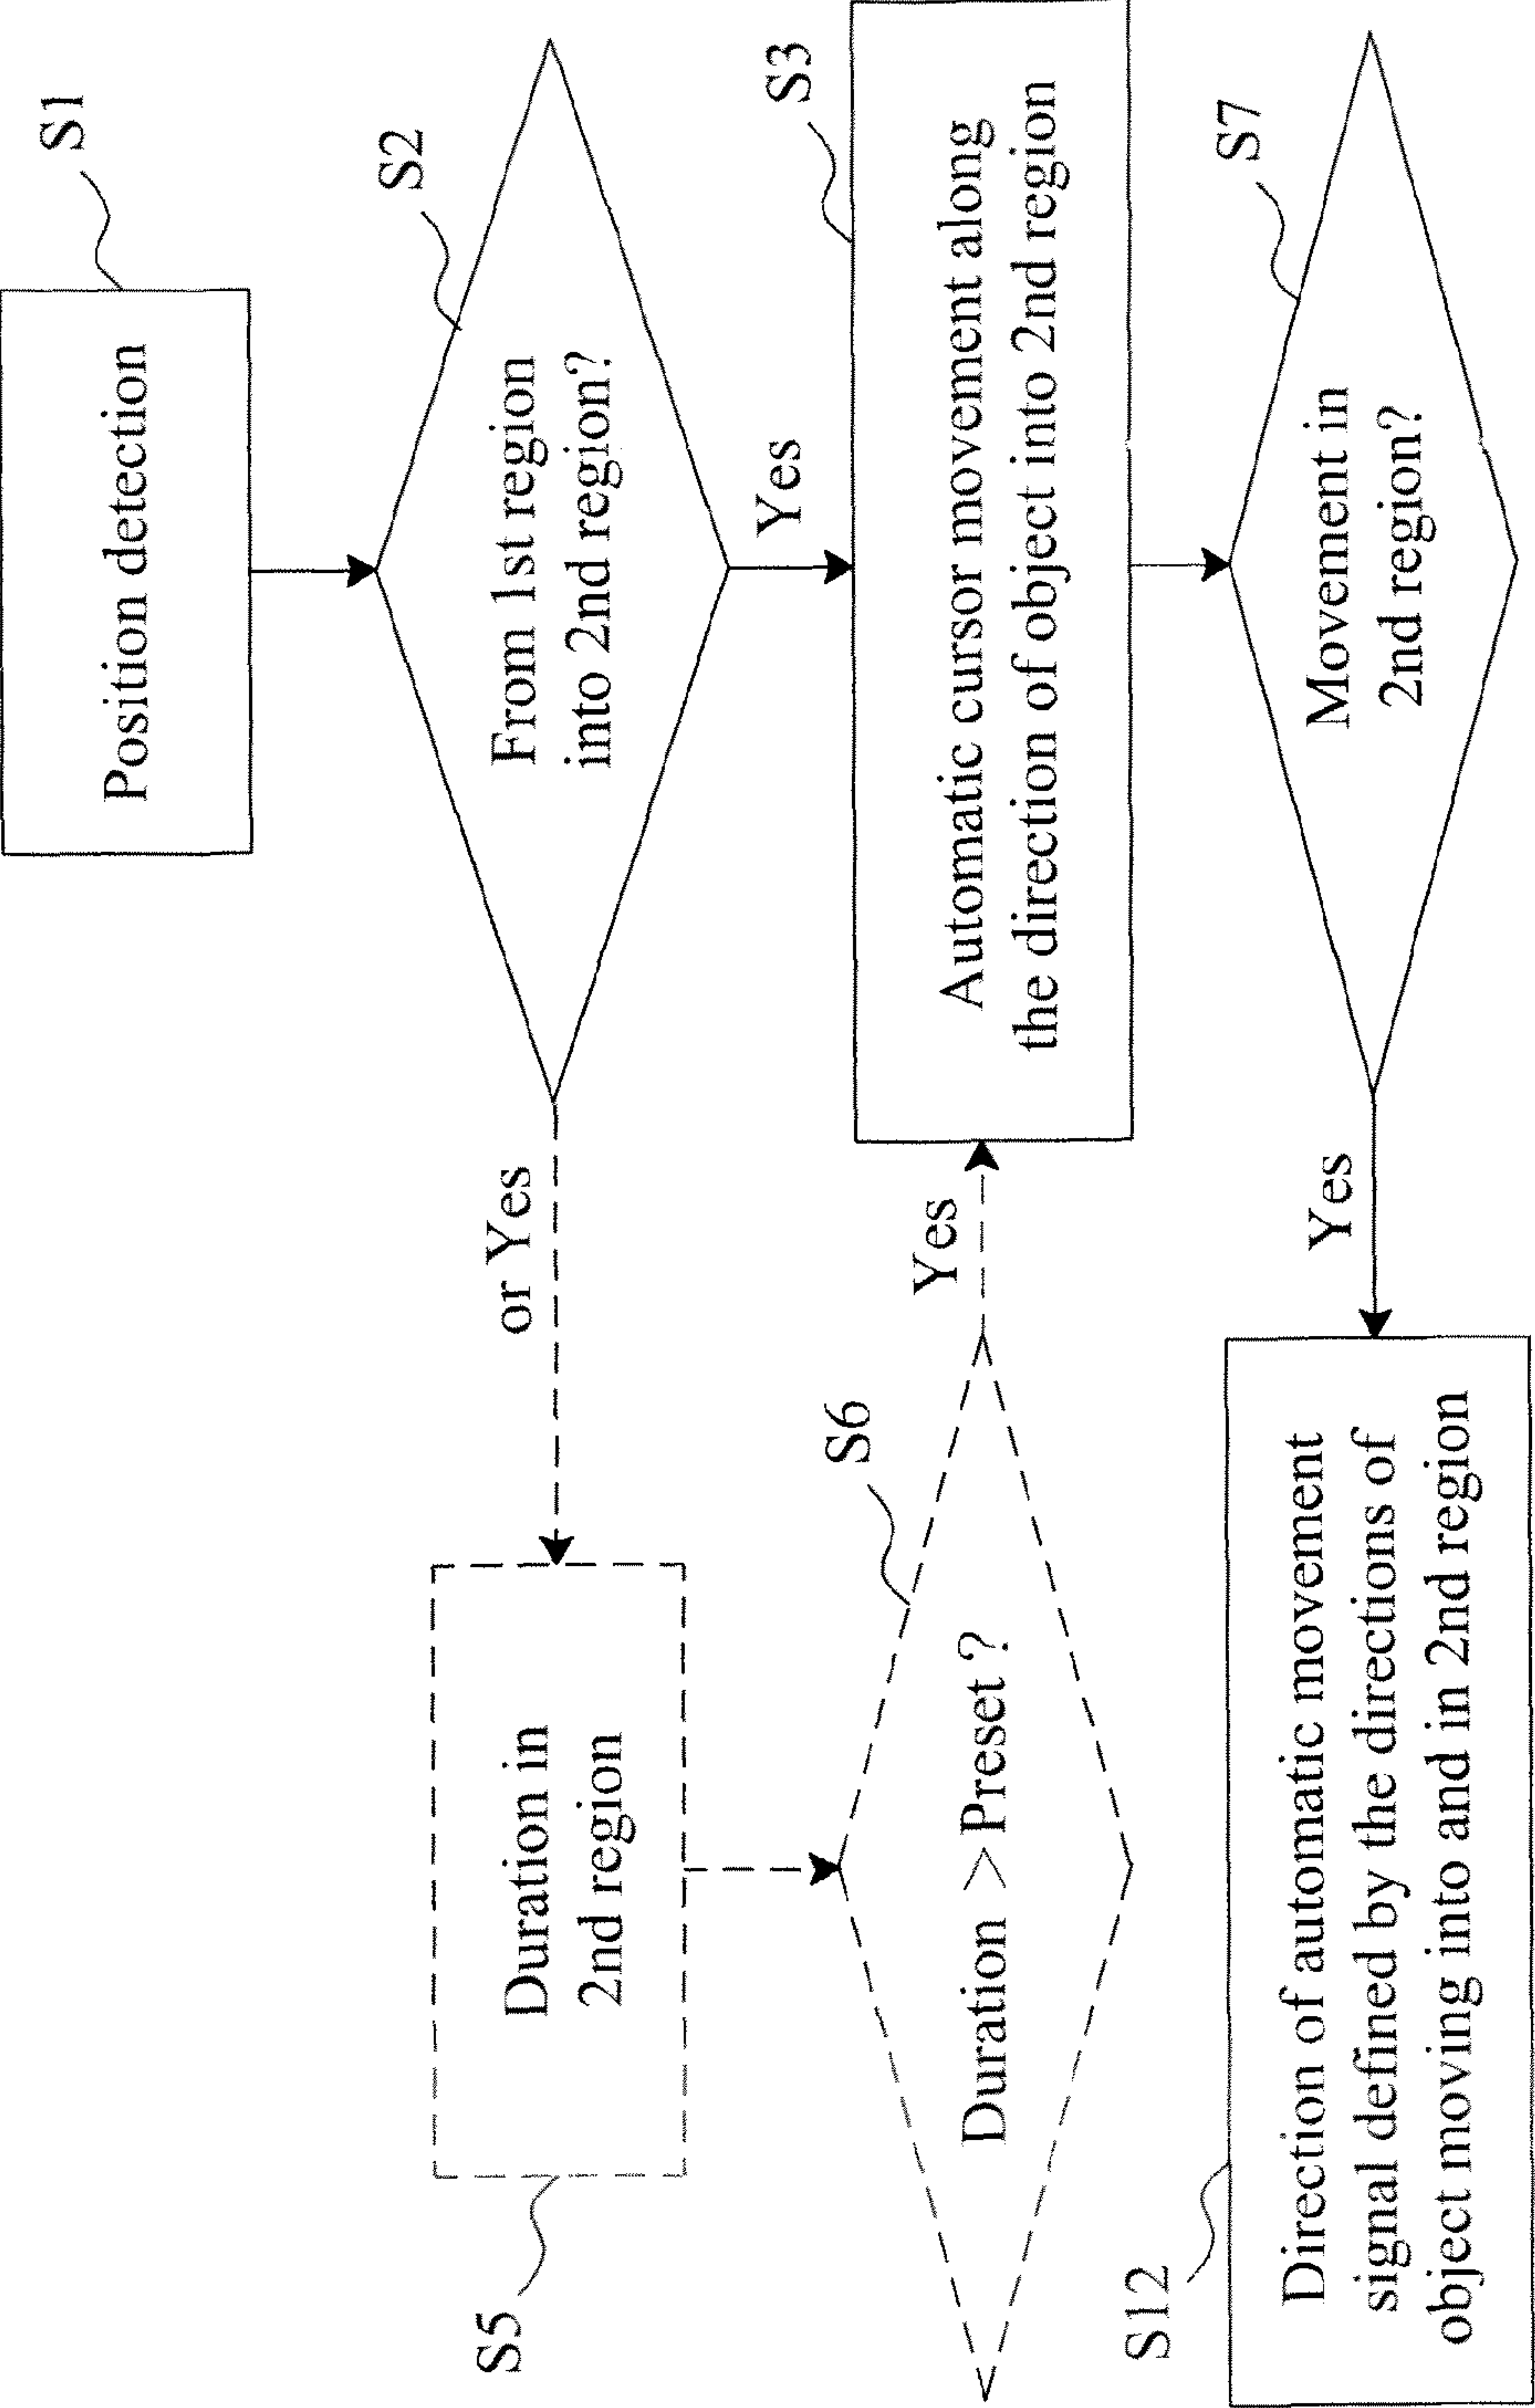 Position detection
S1
From 1st region
into 2nd region?
S2
or Yes
Yes
Duration in
2nd region
S5
Automatic cursor movement along
the direction of object into 2nd region
S3
Duration >Preset ?
S6
Yes
Movement in
2nd region?
S7
Yes
Direction of automatic movement
signal defined by the directions of
object moving into and in 2nd region
S12